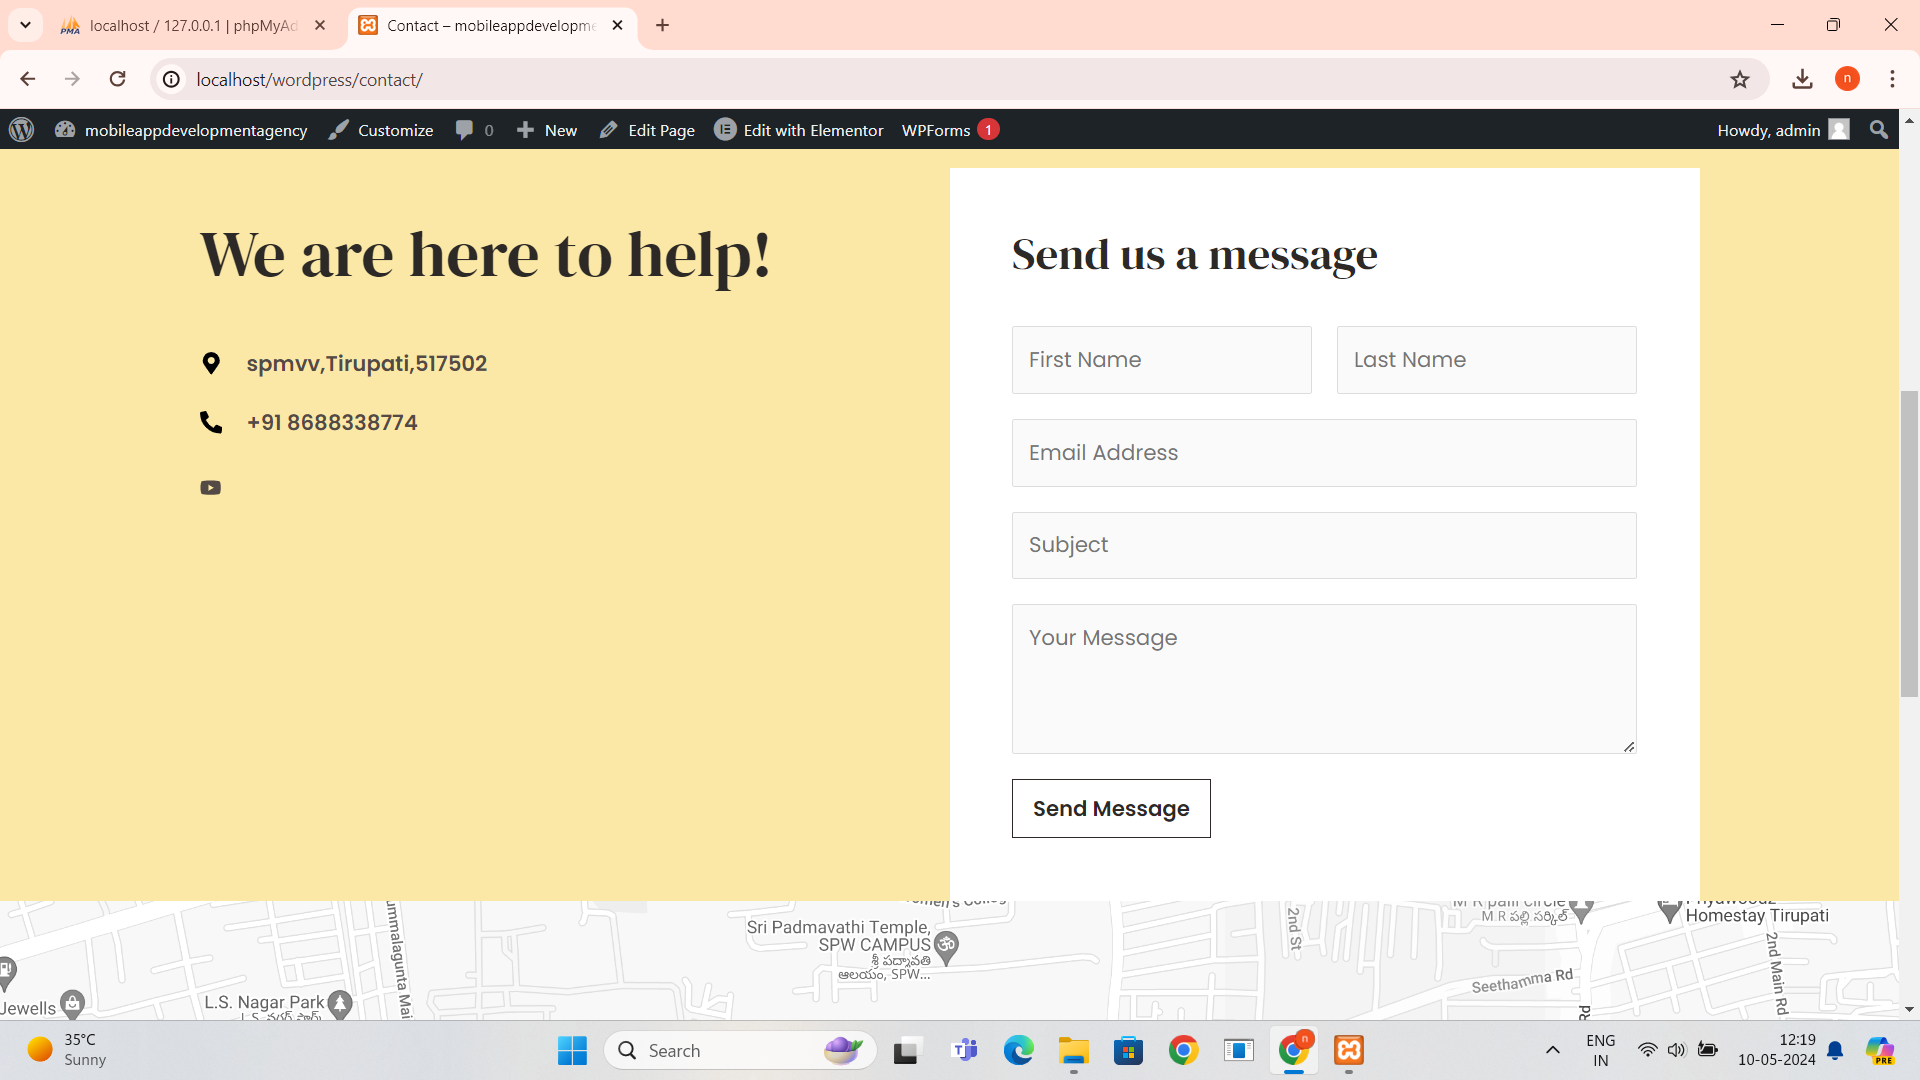 localhost / 127.0.0.1 | phpMyAd
Contact – mobileappdevelopme
localhost/wordpress/contact/
n
mobileappdevelopmentagency
Customize
0
New
Edit Page
Edit with Elementor
WPForms 1
Howdy, admin
We are here to help!
spmvv,Tirupati,517502
+91 8688338774
Send us a message
First Name
Last Name
Email Address
Subject
Your Message
Send Message
Sri Padmavathi Temple,
SPW CAMPUS
శ్రీ పద్మావతి
ఆలయం, SPW...
L.S. Nagar Park
Jewells
2nd St
M R palli circle
M.R పల్లి సర్కిల్
Homestay Tirupati
Seethamma Rd
2nd Main Rd
Rd
35°C
Sunny
Search
ENG
IN
12:19
10-05-2024
PRE